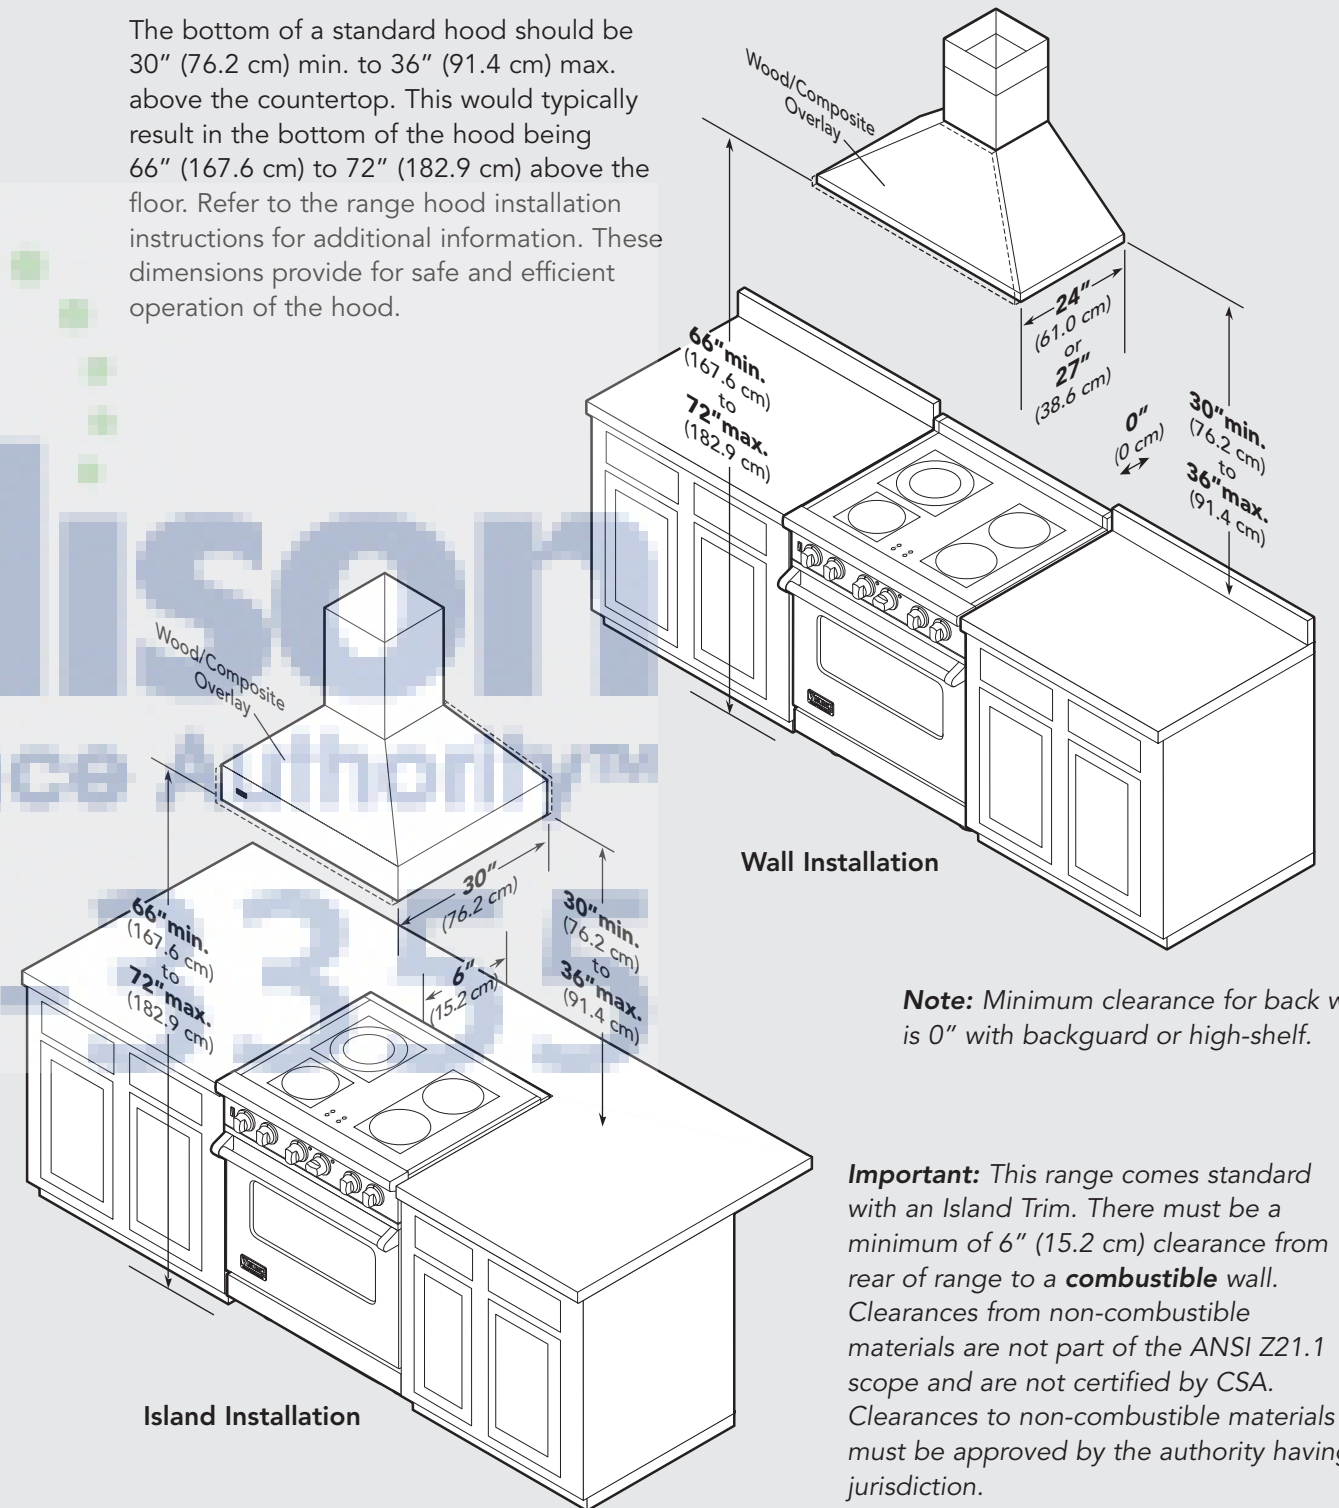 The bottom of a standard hood should be
30″ (76.2 cm) min. to 36″ (91.4 cm) max.
above the countertop. This would typically
result in the bottom of the hood being
66″ (167.6 cm) to 72″ (182.9 cm) above the
floor. Refer to the range hood installation
instructions for additional information. These
dimensions provide for safe and efficient
operation of the hood.
Wood/Composite
Overlay
66″min.
(167.6 cm)
to
72″max.
(182.9 cm)
24″
(61.0 cm)
or
27″
(38.6 cm)
0″
(0 cm)
30″min.
(76.2 cm)
to
36″max.
(91.4 cm)
VIKING
Wall Installation
Wood/Composite
Overlay
66″min.
(167.6 cm)
to
72″max.
(182.9 cm)
30″
(76.2 cm)
6″
(15.2 cm)
30″min.
(76.2 cm)
to
36″max.
(91.4 cm)
Island Installation
Note: Minimum clearance for back
is 0″ with backguard or high-shelf.
Important: This range comes standard
with an Island Trim. There must be a
minimum of 6″ (15.2 cm) clearance from
rear of range to a combustible wall.
Clearances from non-combustible
materials are not part of the ANSI Z21.1
scope and are not certified by CSA.
Clearances to non-combustible materials
must be approved by the authority having
jurisdiction.
dison
ce Authority™
3355